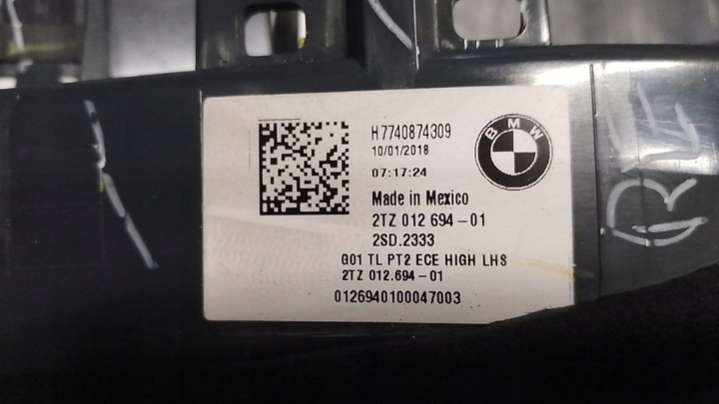 H7740874309
BMW
10/01/2018
07:17:24
Made in Mexico
2TZ 012 694-01
2SD.2333
G01 TL PT2 ECE HIGH LHS
2TZ 012.694-01
0126940100047003